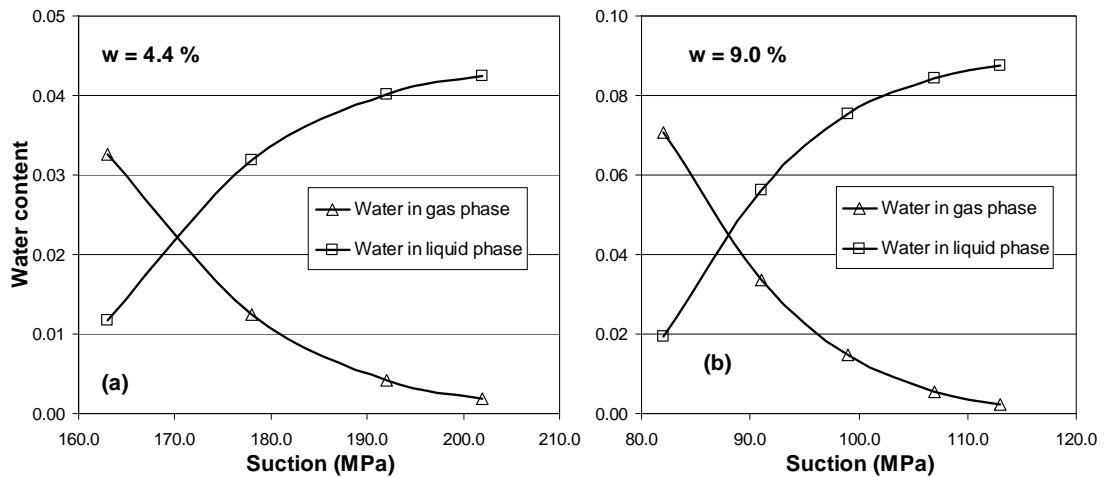 0.05
0.04
0.03
0.02
0.01
0.00
Water content
w = 4.4 %
Water in gas phase
Water in liquid phase
(a)
160.0 170.0 180.0 190.0 200.0 210.0
Suction (MPa)
0.10
0.08
0.06
0.04
0.02
0.00
w = 9.0 %
Water in gas phase
Water in liquid phase
(b)
80.0 90.0 100.0 110.0 120.0
Suction (MPa)